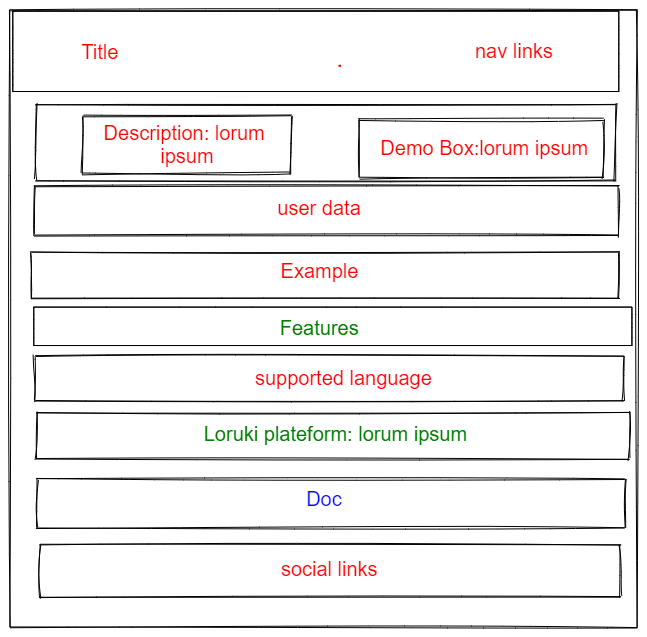 Title
nav links
Description: lorum
ipsum
Demo Box:lorum ipsum
user data
Example
Features
supported language
Loruki plateform: lorum ipsum
Doc
social links